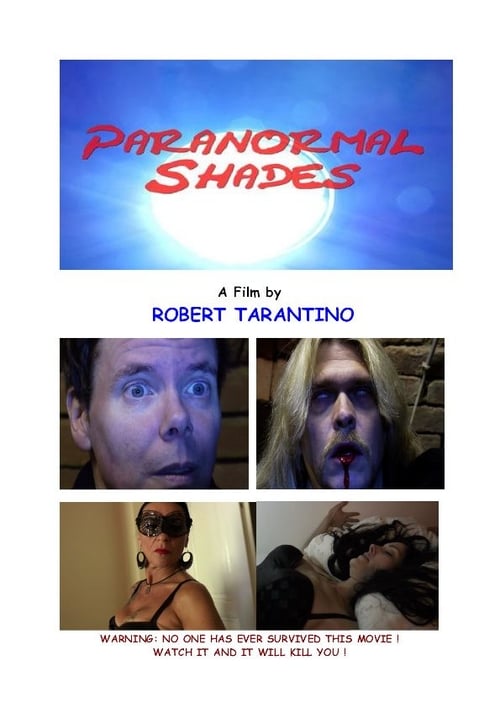 PARANORMAL
SHADES
A Film by
ROBERT TARANTINO
WARNING: NO ONE HAS EVER SURVIVED THIS MOVIE !
WATCH IT AND IT WILL KILL YOU !